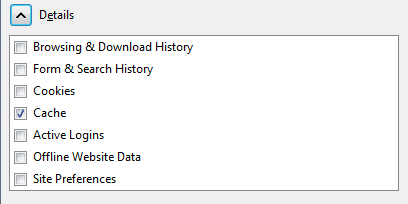 Details
Browsing & Download History
Form & Search History
Cookies
Cache
Active Logins
Offline Website Data
Site Preferences